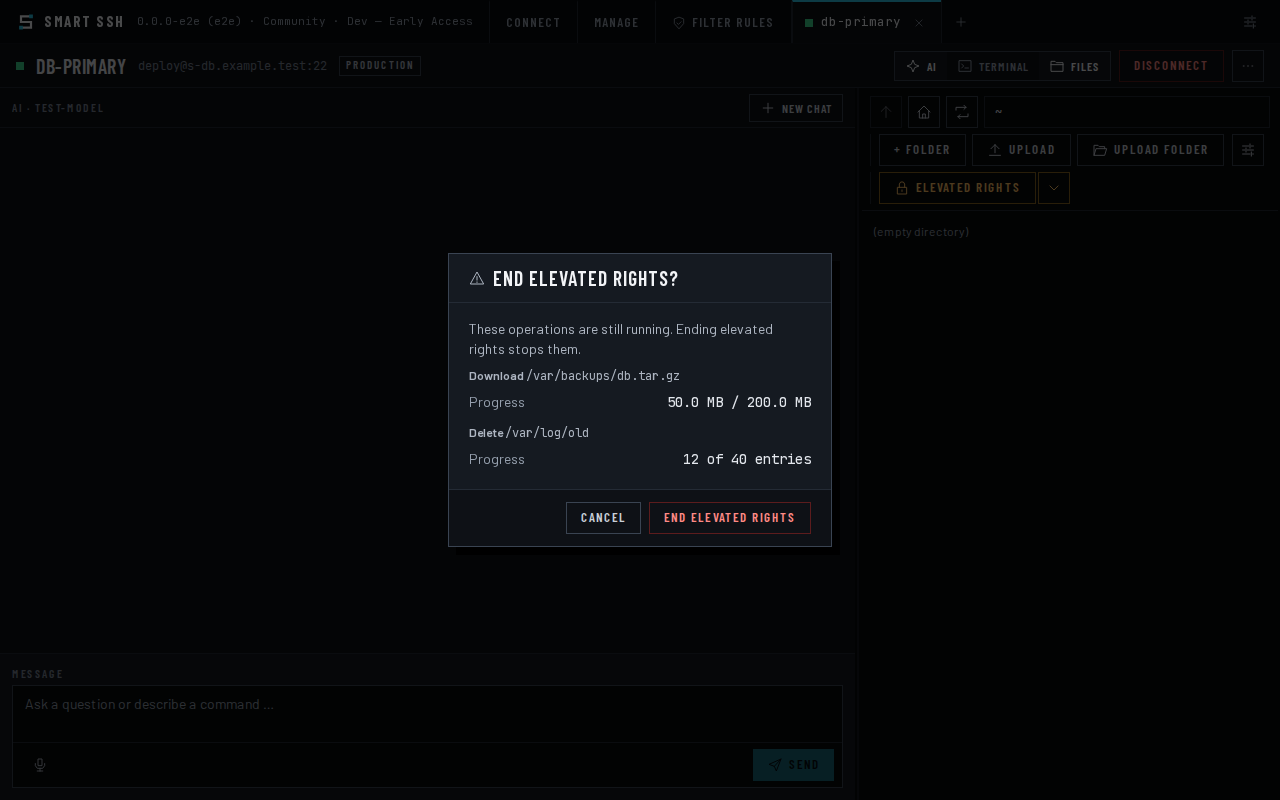 SMART SSH 0.0.0-e2e (e2e) · Community · Dev — Early Access CONNECT MANAGE FILTER RULES db-primary × +
DB-PRIMARY deploy@s-db.example.test:22 PRODUCTION AI TERMINAL FILES DISCONNECT ...
AI · TEST-MODEL + NEW CHAT ~
+ FOLDER UPLOAD UPLOAD FOLDER
ELEVATED RIGHTS
(empty directory)
END ELEVATED RIGHTS?
These operations are still running. Ending elevated
rights stops them.
Download /var/backups/db.tar.gz
Progress 50.0 MB / 200.0 MB
Delete /var/log/old
Progress 12 of 40 entries
CANCEL END ELEVATED RIGHTS
MESSAGE
Ask a question or describe a command ...
SEND